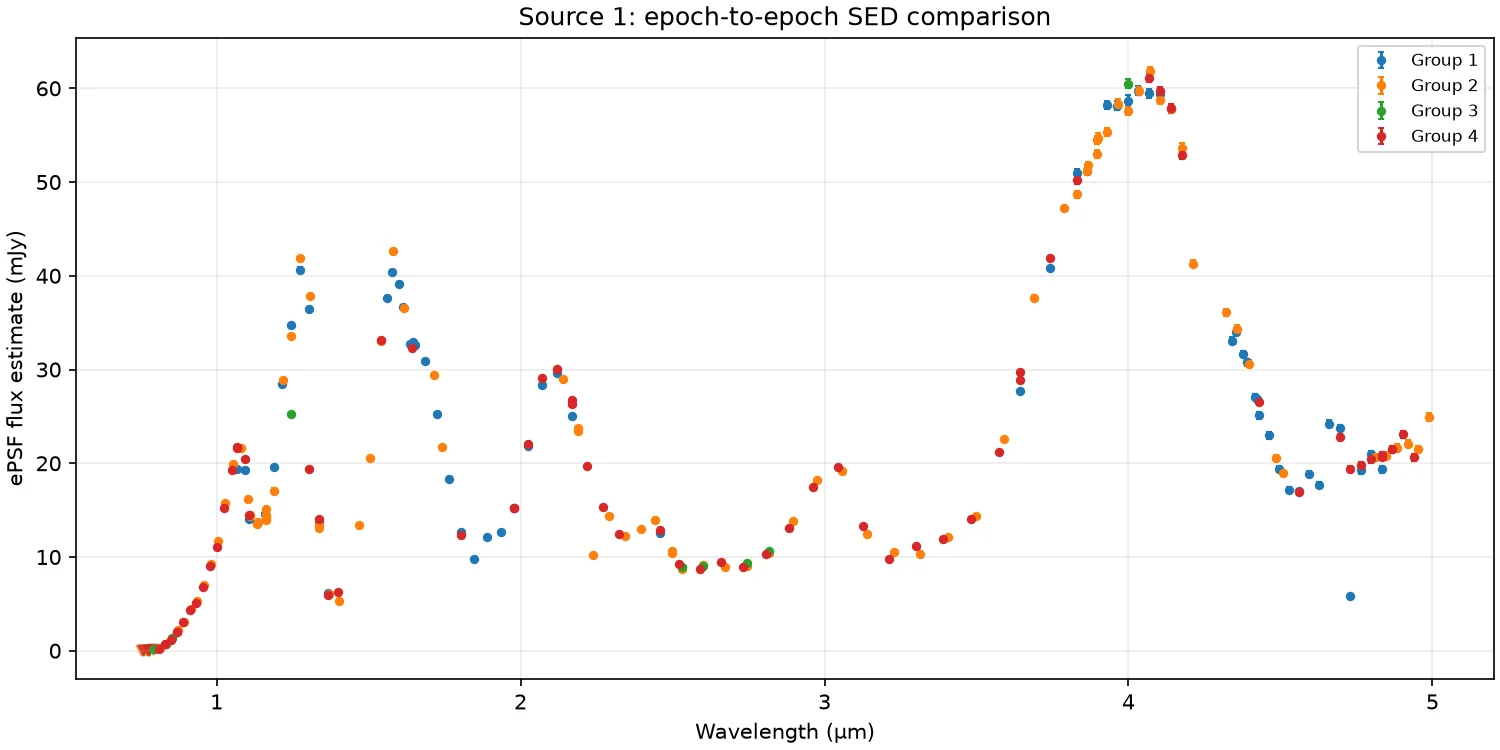 Source 1: epoch-to-epoch SED comparison
ePSF flux estimate (mJy)
60
50
40
30
20
10
0
Group 1
Group 2
Group 3
Group 4
1 2 3 4 5
Wavelength (μm)